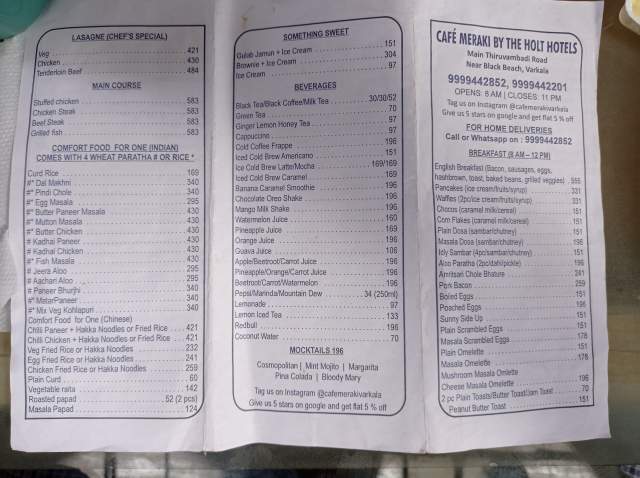 LASAGNE (CHEF'S SPECIAL)
Veg 421
Chicken 430
Tenderloin Beef 484
MAIN COURSE
Stuffed chicken 583
Chicken Steak 583
Beef Steak 583
Grilled fish 583
COMFORT FOOD FOR ONE (INDIAN)
COMES WITH 4 WHEAT PARATHA # OR RICE *
Curd Rice 169
#* Dal Makhni 340
#* Pindi Chole 340
#* Egg Masala 295
#* Butter Paneer Masala 430
#* Mutton Masala 430
#* Butter Chicken 430
# Kadhai Paneer 430
# Kadhai Chicken 430
#* Fish Masala 430
# Jeera Aloo 295
# Aachari Aloo 295
# Paneer Bhurjhi 340
#* MatarPaneer 340
#* Mix Veg Kohlapuri 340
Comfort Food for One (Chinese)
Chilli Paneer + Hakka Noodles or Fried Rice 421
Chilli Chicken + Hakka Noodles or Fried Rice 421
Veg Fried Rice or Hakka Noodles 232
Egg Fried Rice or Hakka Noodles 241
Chicken Fried Rice or Hakka Noodles 259
Plain Curd 60
Vegetable raita 142
Roasted papad 52 (2 pcs)
Masala Papad 124
SOMETHING SWEET
Gulab Jamun + Ice Cream 151
Brownie + Ice Cream 304
Ice Cream 97
BEVERAGES
Black Tea/Black Coffee/Milk Tea 30/30/52
Green Tea 70
Ginger Lemon Honey Tea 97
Cappuccino 97
Cold Coffee Frappe 196
Iced Cold Brew Americano 151
Ice Cold Brew Latte/Mocha 169/169
Iced Cold Brew Caramel 169
Banana Caramel Smoothie 196
Chocolate Oreo Shake 196
Mango Milk Shake 196
Watermelon Juice 160
Pineapple Juice 169
Orange Juice 196
Guava Juice 106
Apple/Beetroot/Carrot Juice 196
Pineapple/Orange/Carrot Juice 196
Beetroot/Carrot/Watermelon 196
Pepsi/Marinda/Mountain Dew 34 (250ml)
Lemonade 97
Lemon Iced Tea 133
Redbull 196
Coconut Water 70
MOCKTAILS 196
Cosmopolitan | Mint Mojito | Margarita
Pina Colada | Bloody Mary
Tag us on Instagram @cafemerakivarkala
Give us 5 stars on google and get flat 5 % off
CAFÉ MERAKI BY THE HOLT HOTELS
Main Thiruvambadi Road
Near Black Beach, Varkala
9999442852, 9999442201
OPENS: 8 AM | CLOSES: 11 PM
Tag us on Instagram @cafemerakivarkala
Give us 5 stars on google and get flat 5 % off
FOR HOME DELIVERIES
Call or Whatsapp on : 9999442852
BREAKFAST (8 AM – 12 PM)
English Breakfast (Bacon, sausages, eggs,
hashbrown, toast, baked beans, grilled veggies)
Pancakes (ice cream/fruits/syrup) 331
Waffles (2pc/ice cream/fruits/syrup) 331
Chocos (caramel milk/cereal) 151
Corn Flakes (caramel milk/cereal) 151
Plain Dosa (sambar/chutney) 151
Masala Dosa (sambar/chutney) 196
Idly Sambar (4pc/sambar/chutney) 151
Aloo Paratha (2pc/dahi/pickle) 196
Amritsari Chole Bhature 241
Pork Bacon 259
Boiled Eggs 151
Poached Eggs 196
Sunny Side Up 151
Plain Scrambled Eggs 151
Masala Scrambled Eggs 178
Plain Omelette 151
Masala Omelette 178
Mushroom Masala Omlette
Cheese Masala Omelette 196
2 pc Plain Toasts/Butter Toast/Jam Toast 70
Peanut Butter Toast 151